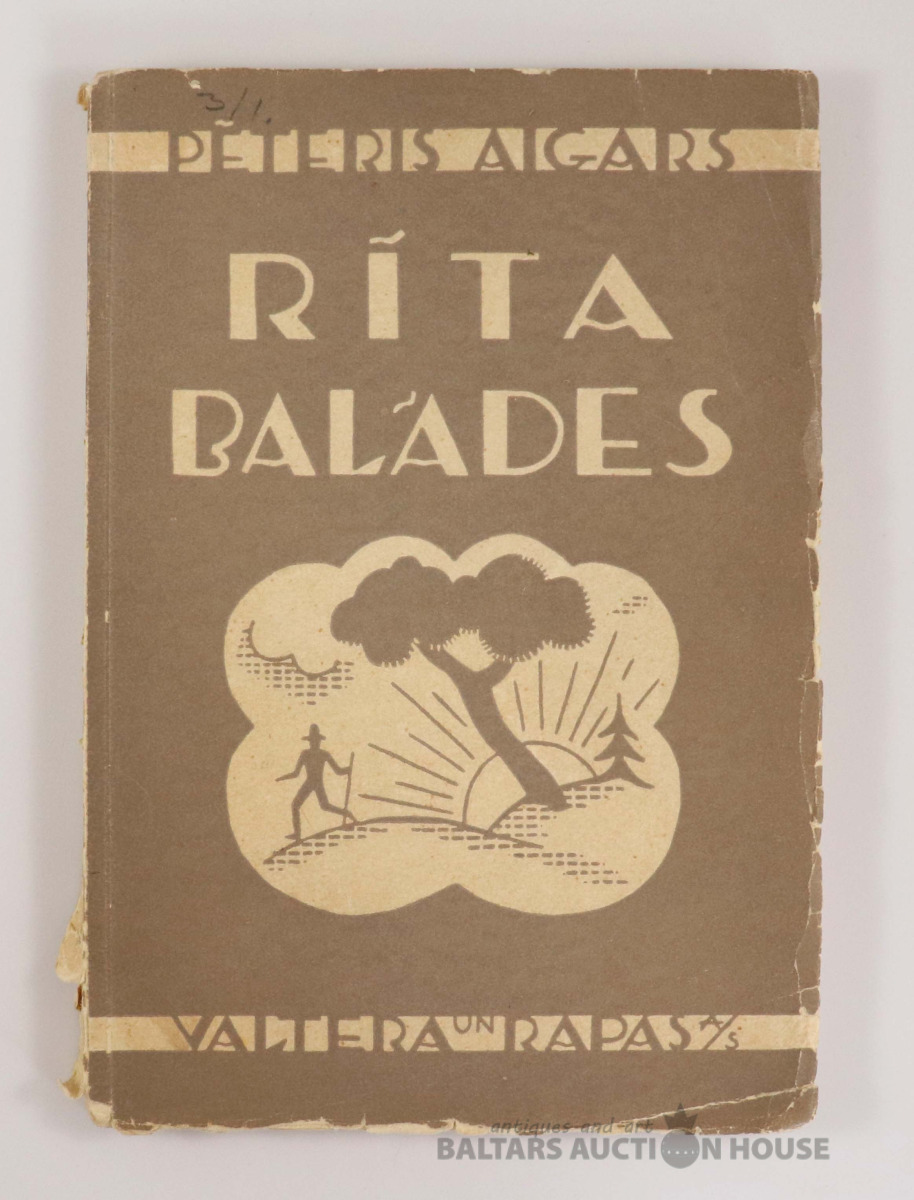 3/1.
PĒTERIS AIGARS
RĪTA
BALĀDES
VALTERA UN RAPAS A/S
antiques and art
BALTARS AUCTION HOUSE